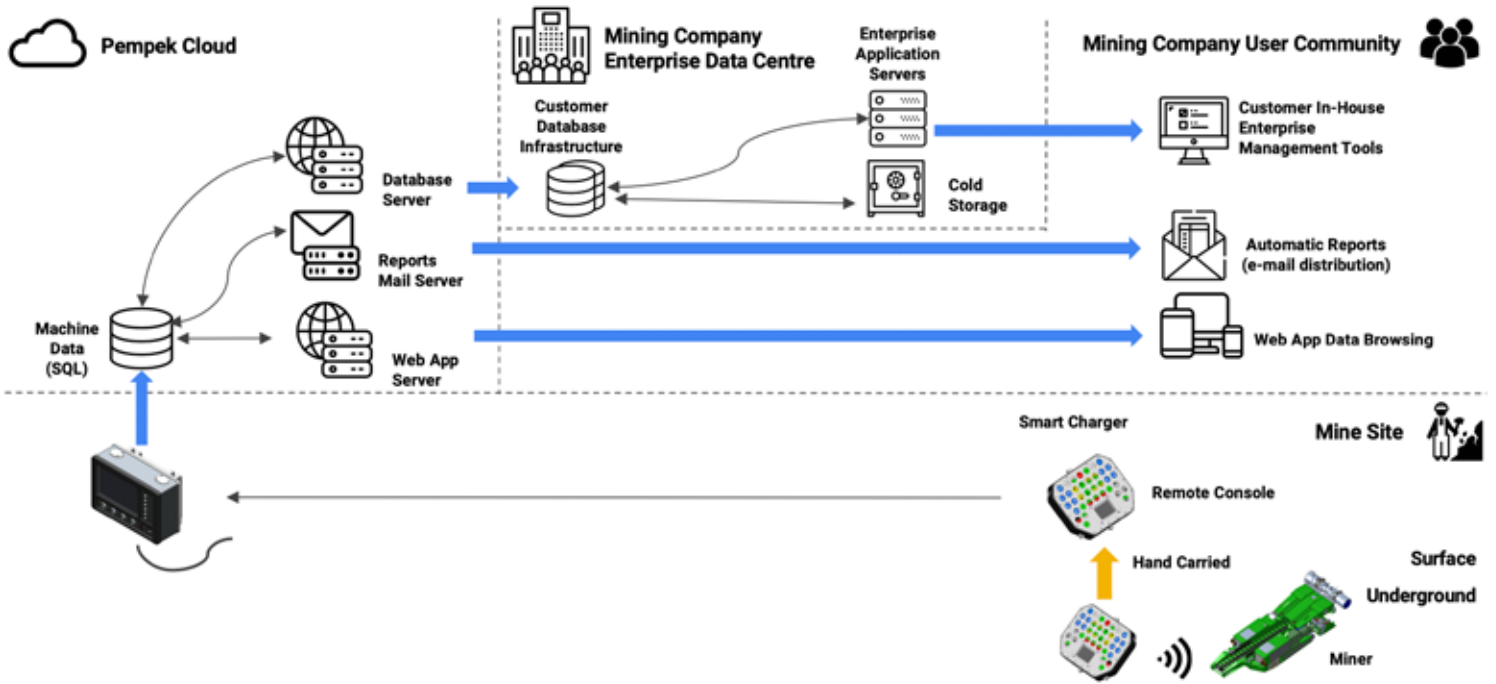 Pempek Cloud
Mining Company
Enterprise Data Centre
Enterprise
Application
Servers
Mining Company User Community
Customer
Database
Infrastructure
Customer In-House
Enterprise
Management Tools
Database
Server
Cold
Storage
Reports
Mail Server
Automatic Reports
(e-mail distribution)
Machine
Data
(SQL)
Web App
Server
Web App Data Browsing
Smart Charger
Mine Site
Remote Console
Hand Carried
Surface
Underground
Miner